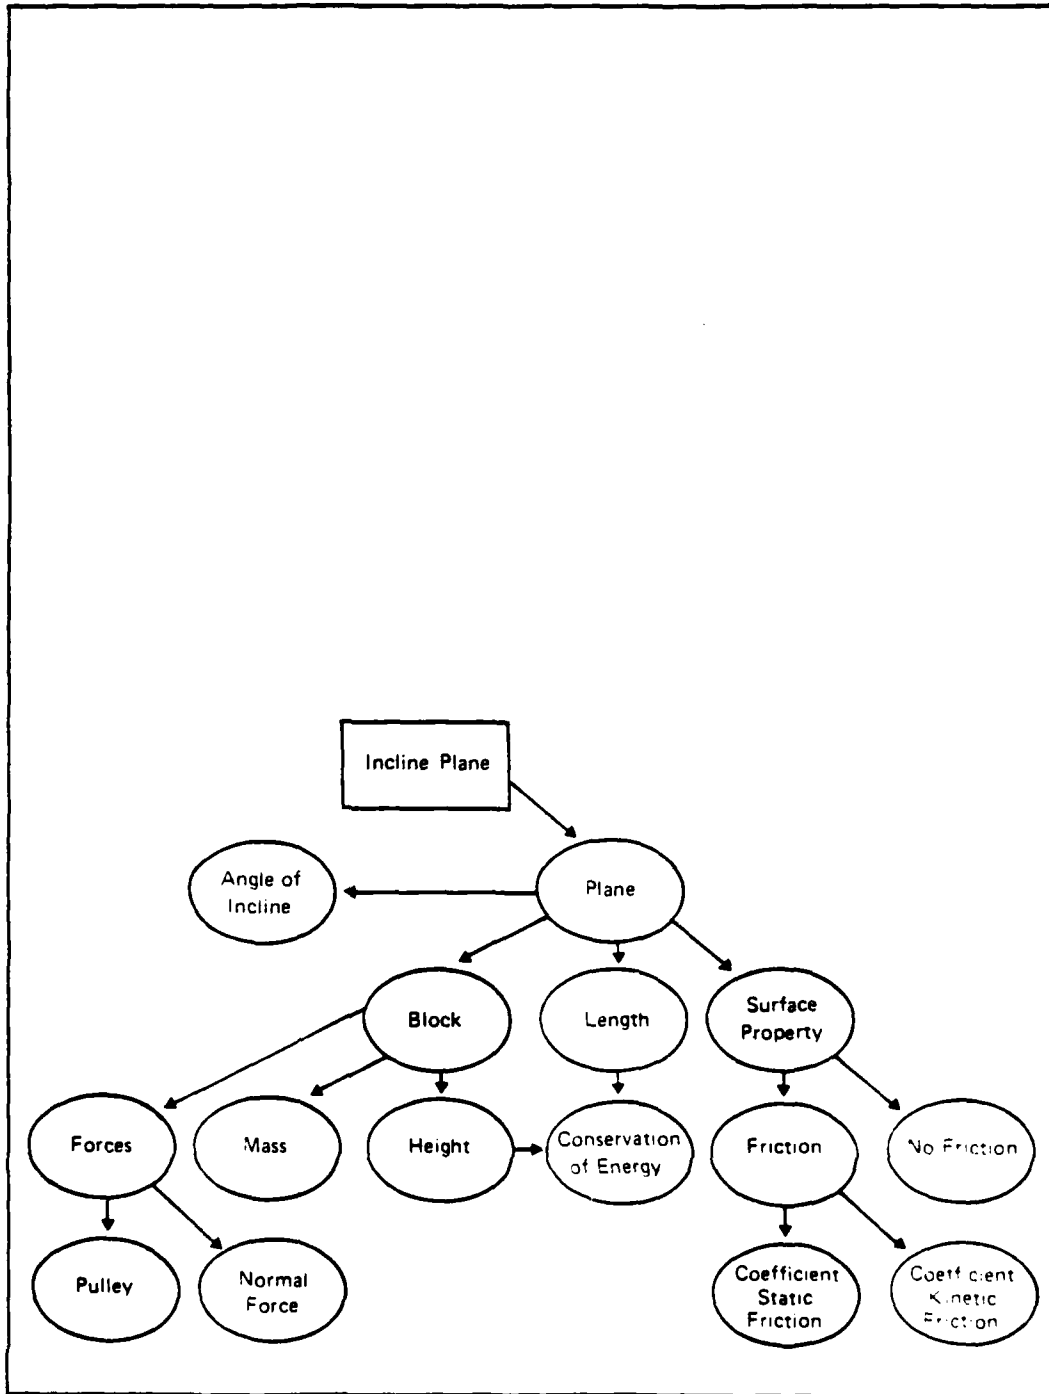 Incline Plane
Angle of
Incline
Plane
Block
Length
Surface
Property
Forces
Mass
Height
Conservation
of Energy
Friction
No Friction
Pulley
Normal
Force
Coefficient
Static
Friction
Coefficient
Kinetic
Friction